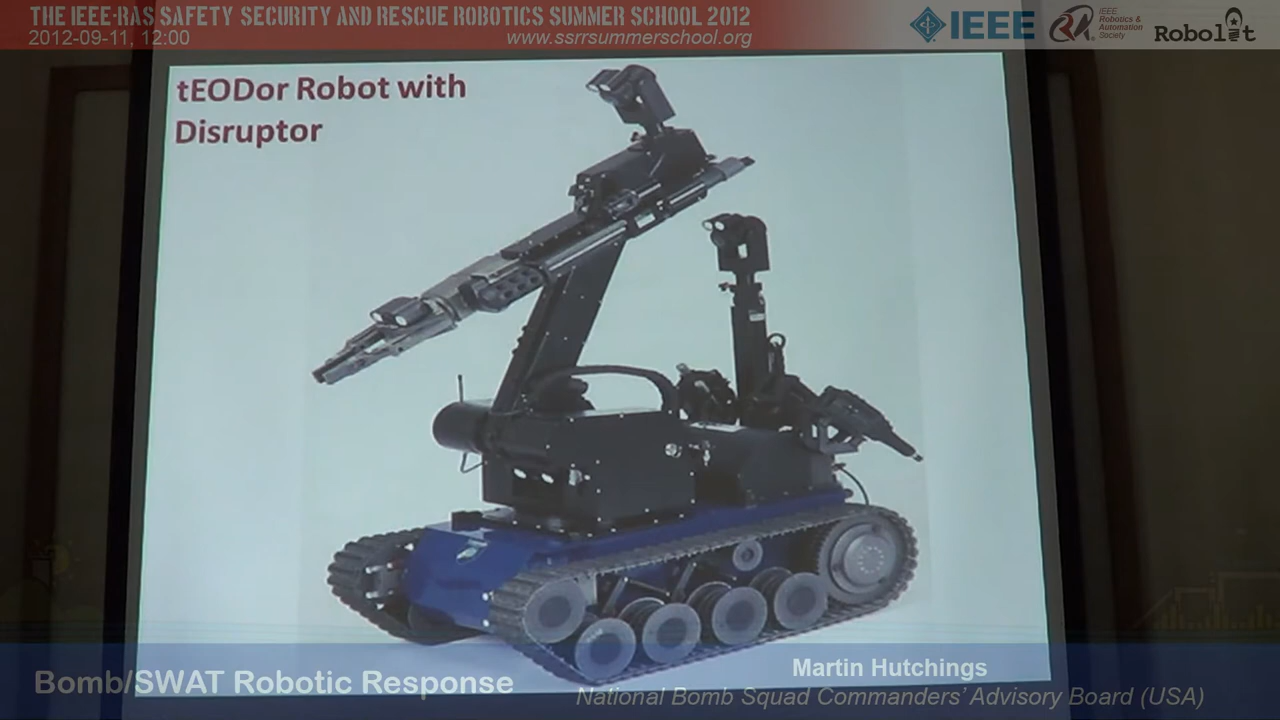 THE IEEE-RAS SAFETY SECURITY AND RESCUE ROBOTICS SUMMER SCHOOL 2012
2012-09-11, 12:00
www.ssrrsummerschool.org
IEEE
IEEE
Robotics &
Automation
Society
Robolit
tEODor Robot with
Disruptor
Bomb/SWAT Robotic Response
Martin Hutchings
National Bomb Squad Commanders' Advisory Board (USA)